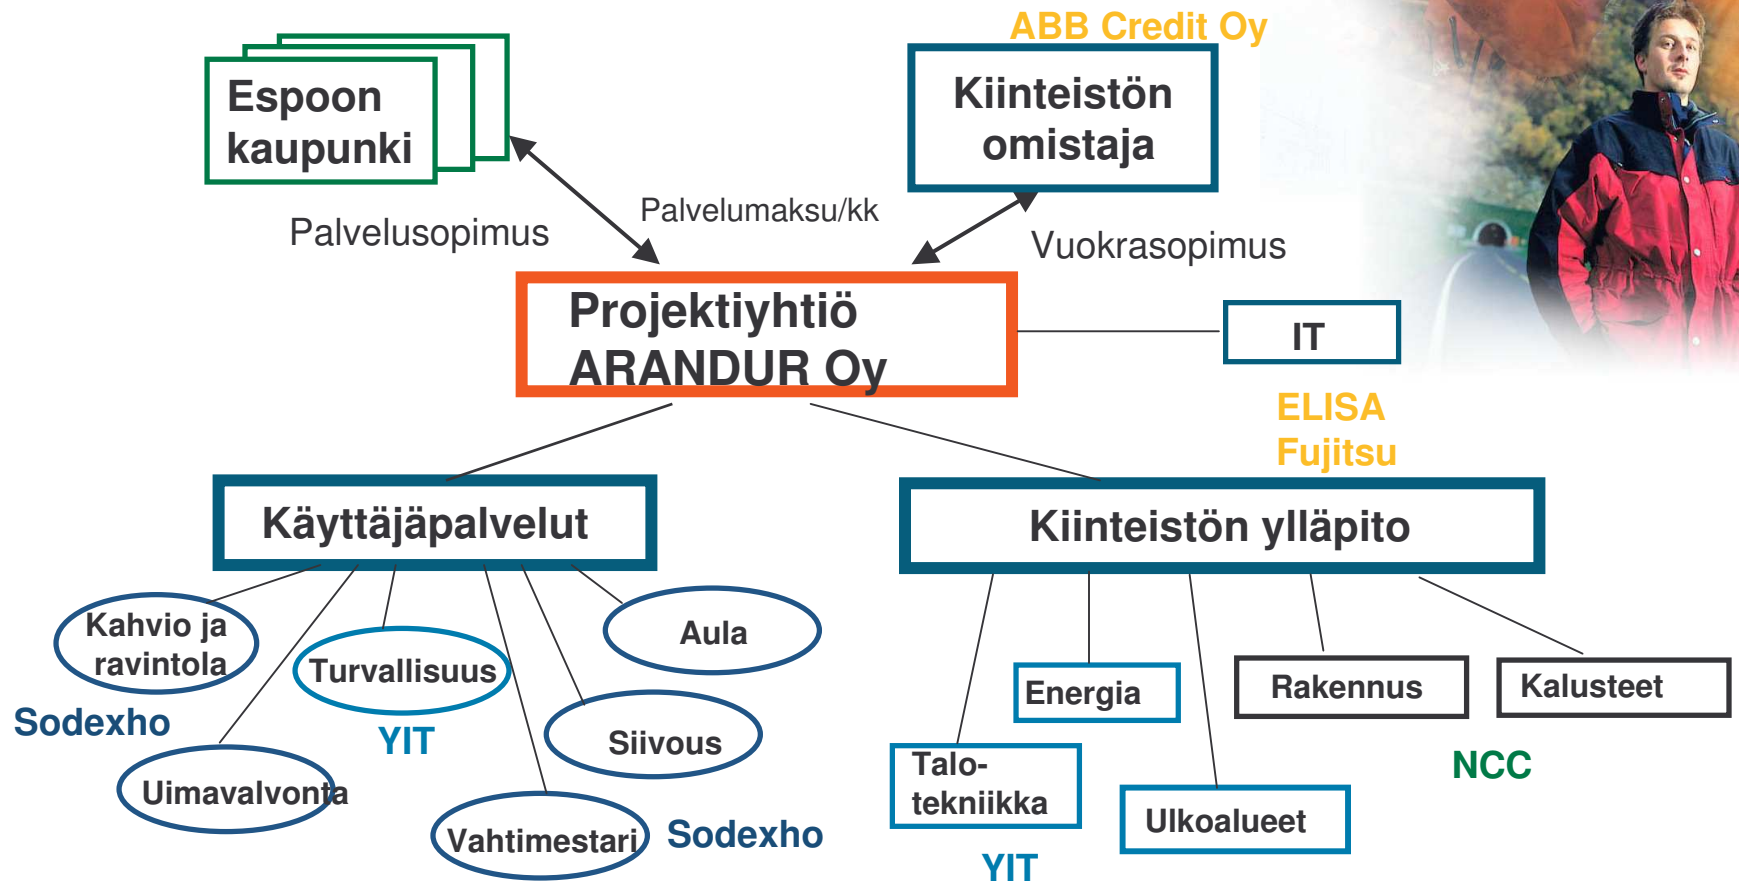 ABB Credit Oy
Espoon
kaupunki
Kiinteistön
omistaja
Palvelusopimus
Palvelumaksu/kk
Vuokrasopimus
Projektiyhtiö
ARANDUR Oy
IT
ELISA
Fujitsu
Käyttäjäpalvelut
Kiinteistön ylläpito
Kahvio ja
ravintola
Turvallisuus
Aula
Sodexho
YIT
Siivous
Uimavalvonta
Vahtimestari
Sodexho
Energia
Rakennus
Kalusteet
NCC
Talo-
tekniikka
Ulkoalueet
YIT